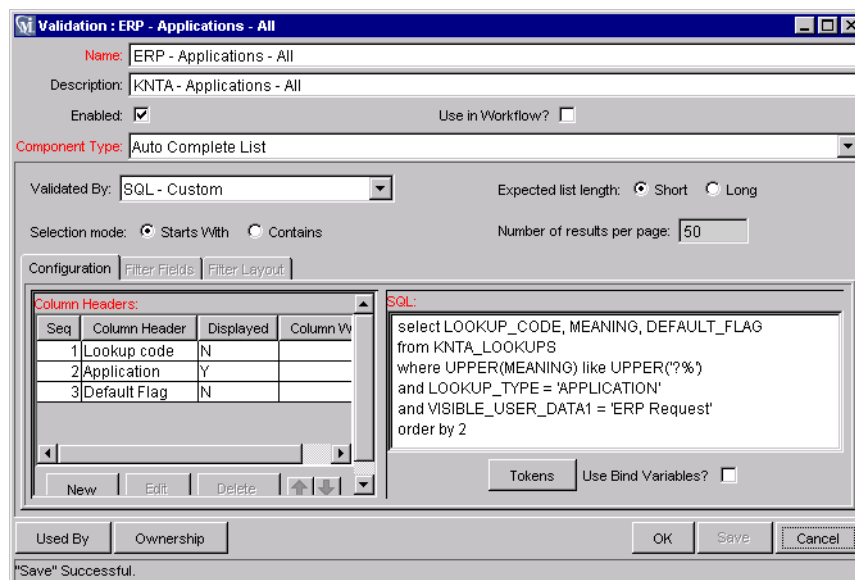 Validation : ERP - Applications - All
Name: ERP - Applications - All
Description: KNTA - Applications - All
Enabled: Use in Workflow?
Component Type: Auto Complete List
Validated By: SQL - Custom Expected list length: Short Long
Selection mode: Starts With Contains Number of results per page: 50
Configuration Filter Fields Filter Layout
Column Headers:
Seq Column Header Displayed Column W
1 Lookup code N
2 Application Y
3 Default Flag N
New Edit Delete
SQL:
select LOOKUP_CODE, MEANING, DEFAULT_FLAG
from KNTA_LOOKUPS
where UPPER(MEANING) like UPPER('?%')
and LOOKUP_TYPE = 'APPLICATION'
and VISIBLE_USER_DATA1 = 'ERP Request'
order by 2
Tokens Use Bind Variables?
Used By Ownership OK Save Cancel
"Save" Successful.